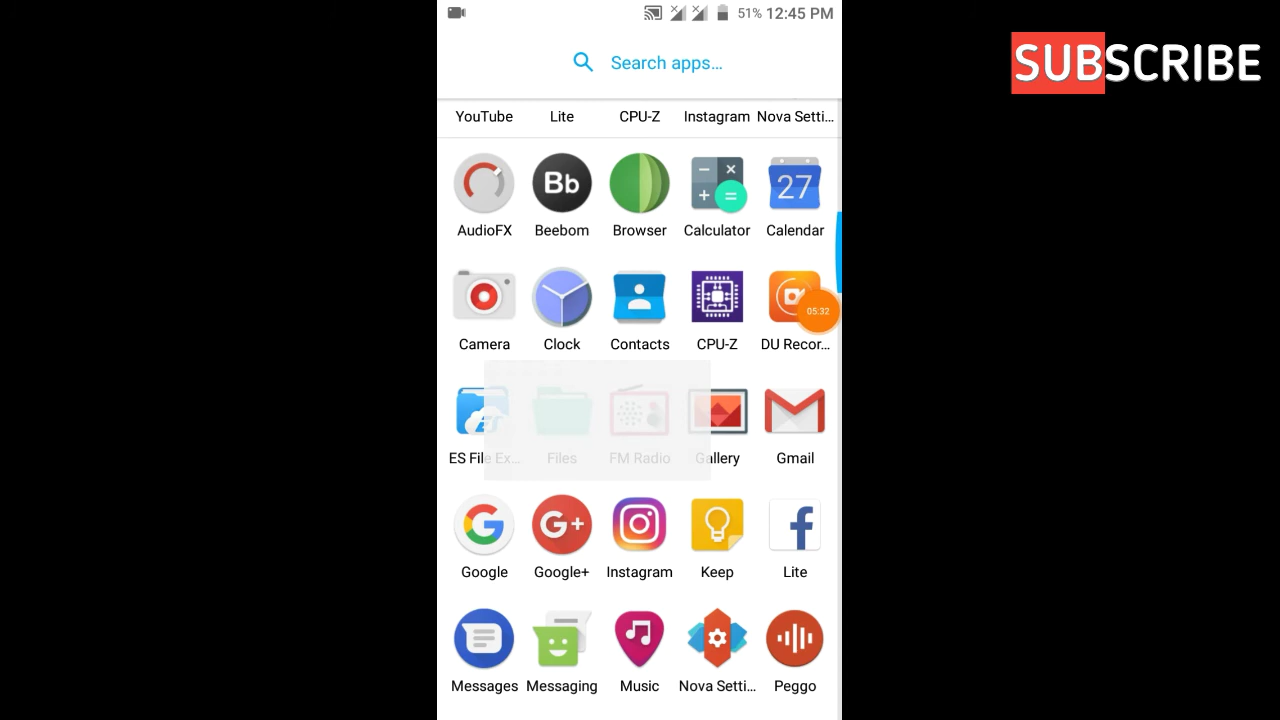 51% 12:45 PM
SUBSCRIBE
Search apps...
YouTube Lite CPU-Z Instagram Nova Setti...
Bb
27
AudioFX Beebom Browser Calculator Calendar
05:32
Camera Clock Contacts CPU-Z DU Recor...
ES File Ex... Files FM Radio Gallery Gmail
G G+ f
Google Google+ Instagram Keep Lite
Messages Messaging Music Nova Setti... Peggo